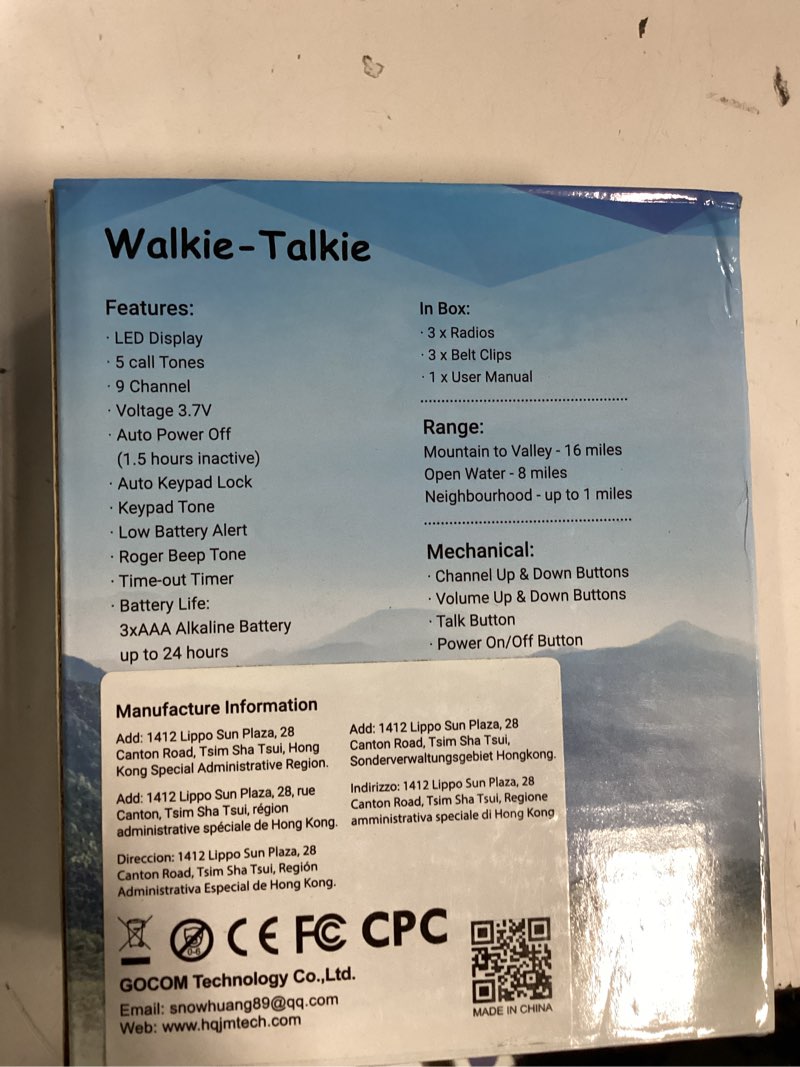 Walkie-Talkie
Features:
· LED Display
· 5 call Tones
· 9 Channel
· Voltage 3.7V
· Auto Power Off
(1.5 hours inactive)
· Auto Keypad Lock
· Keypad Tone
· Low Battery Alert
· Roger Beep Tone
· Time-out Timer
· Battery Life:
3xAAA Alkaline Battery
up to 24 hours
In Box:
· 3 x Radios
· 3 x Belt Clips
· 1 x User Manual
Range:
Mountain to Valley - 16 miles
Open Water - 8 miles
Neighbourhood - up to 1 miles
Mechanical:
· Channel Up & Down Buttons
· Volume Up & Down Buttons
· Talk Button
· Power On/Off Button
Manufacture Information
Add: 1412 Lippo Sun Plaza, 28
Canton Road, Tsim Sha Tsui, Hong
Kong Special Administrative Region.
Add: 1412 Lippo Sun Plaza, 28, rue
Canton, Tsim Sha Tsui, région
administrative spéciale de Hong Kong.
Direccion: 1412 Lippo Sun Plaza, 28
Canton Road, Tsim Sha Tsui, Región
Administrativa Especial de Hong Kong.
Add: 1412 Lippo Sun Plaza, 28
Canton Road, Tsim Sha Tsui,
Sonderverwaltungsgebiet Hongkong.
Indirizzo: 1412 Lippo Sun Plaza, 28
Canton Road, Tsim Sha Tsui, Regione
amministrativa speciale di Hong Kong
0-6
CE FC CPC
GOCOM Technology Co.,Ltd.
Email: snowhuang89@qq.com
Web: www.hqjmtech.com
MADE IN CHINA